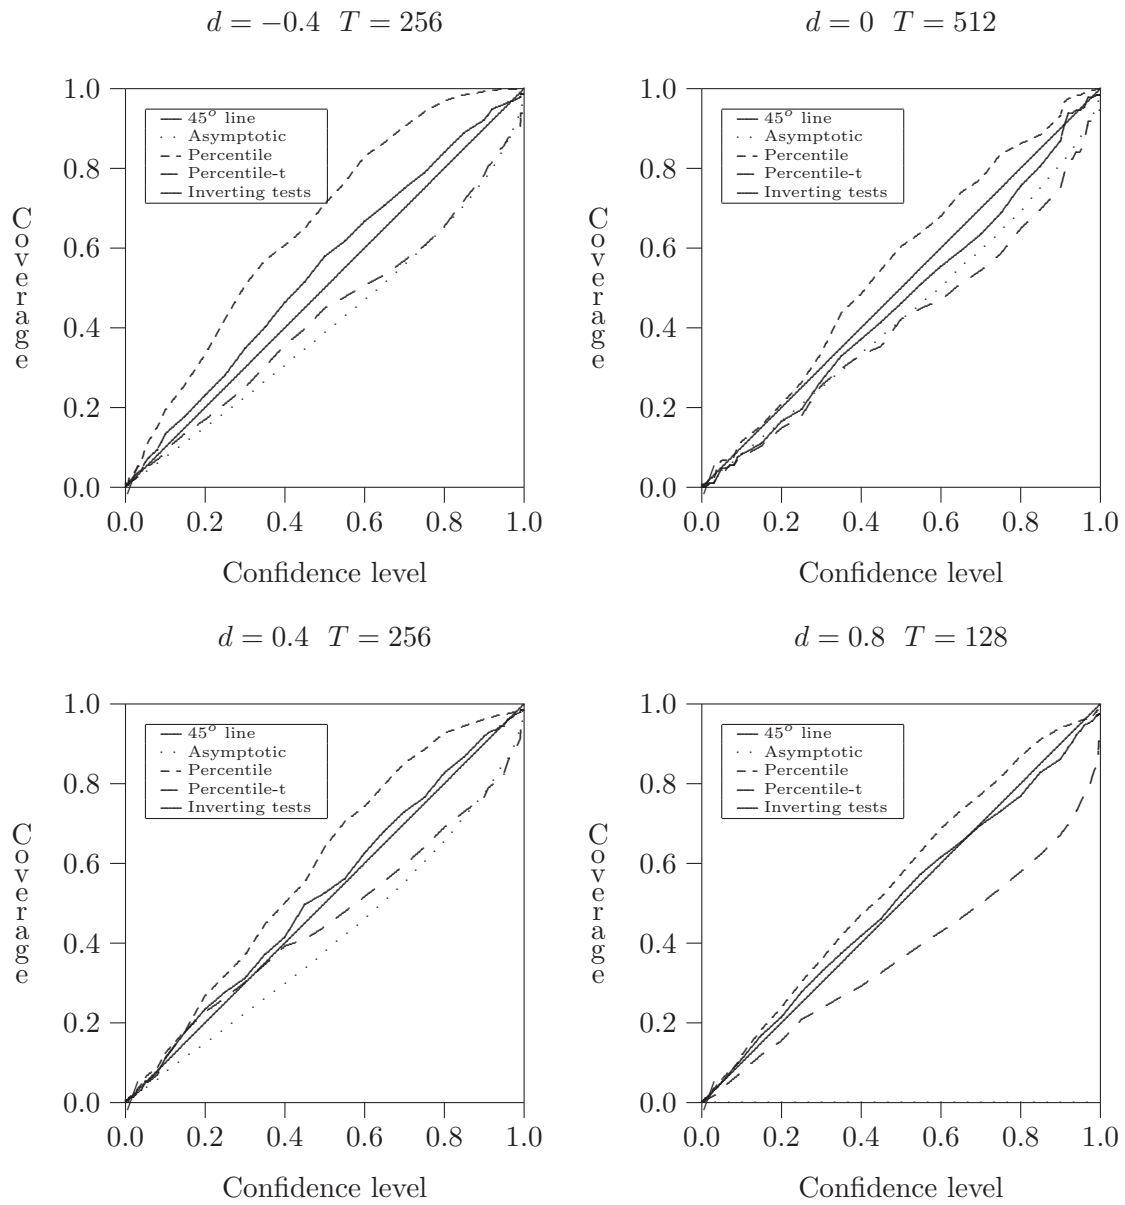 d = −0.4 T = 256
1.0
0.8
0.6
0.4
0.2
0.0
Coverage
45° line
Asymptotic
Percentile
Percentile-t
Inverting tests
0.0 0.2 0.4 0.6 0.8 1.0
Confidence level
d = 0 T = 512
1.0
0.8
0.6
0.4
0.2
0.0
Coverage
45° line
Asymptotic
Percentile
Percentile-t
Inverting tests
0.0 0.2 0.4 0.6 0.8 1.0
Confidence level
d = 0.4 T = 256
1.0
0.8
0.6
0.4
0.2
0.0
Coverage
45° line
Asymptotic
Percentile
Percentile-t
Inverting tests
0.0 0.2 0.4 0.6 0.8 1.0
Confidence level
d = 0.8 T = 128
1.0
0.8
0.6
0.4
0.2
0.0
Coverage
45° line
Asymptotic
Percentile
Percentile-t
Inverting tests
0.0 0.2 0.4 0.6 0.8 1.0
Confidence level